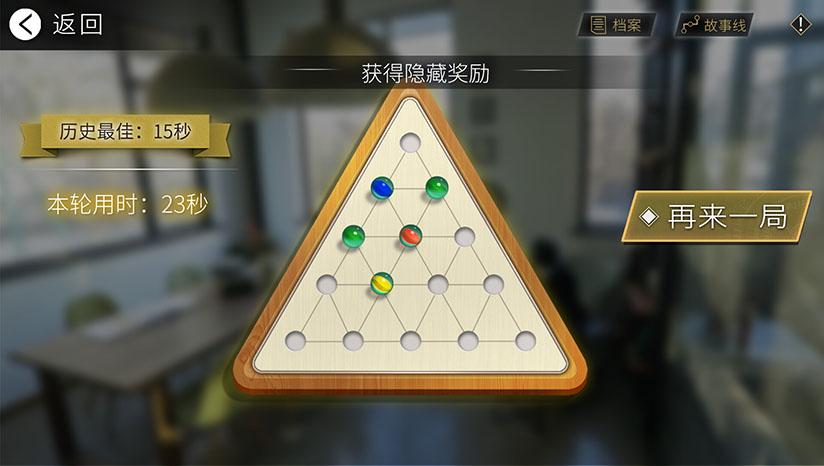 返回
档案
故事线
获得隐藏奖励
历史最佳：15秒
本轮用时：23秒
再来一局